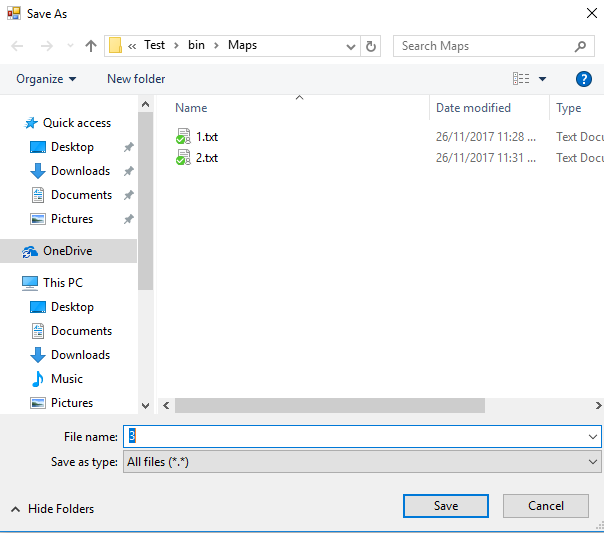 Save As
« Test › bin › Maps
Search Maps
Organize
New folder
Name
Date modified
Type
Quick access
Desktop
Downloads
Documents
Pictures
OneDrive
This PC
Desktop
Documents
Downloads
Music
Pictures
1.txt 26/11/2017 11:28 ... Text Docu
2.txt 26/11/2017 11:31 ... Text Docu
File name: 3
Save as type: All files (*.*)
Hide Folders
Save
Cancel